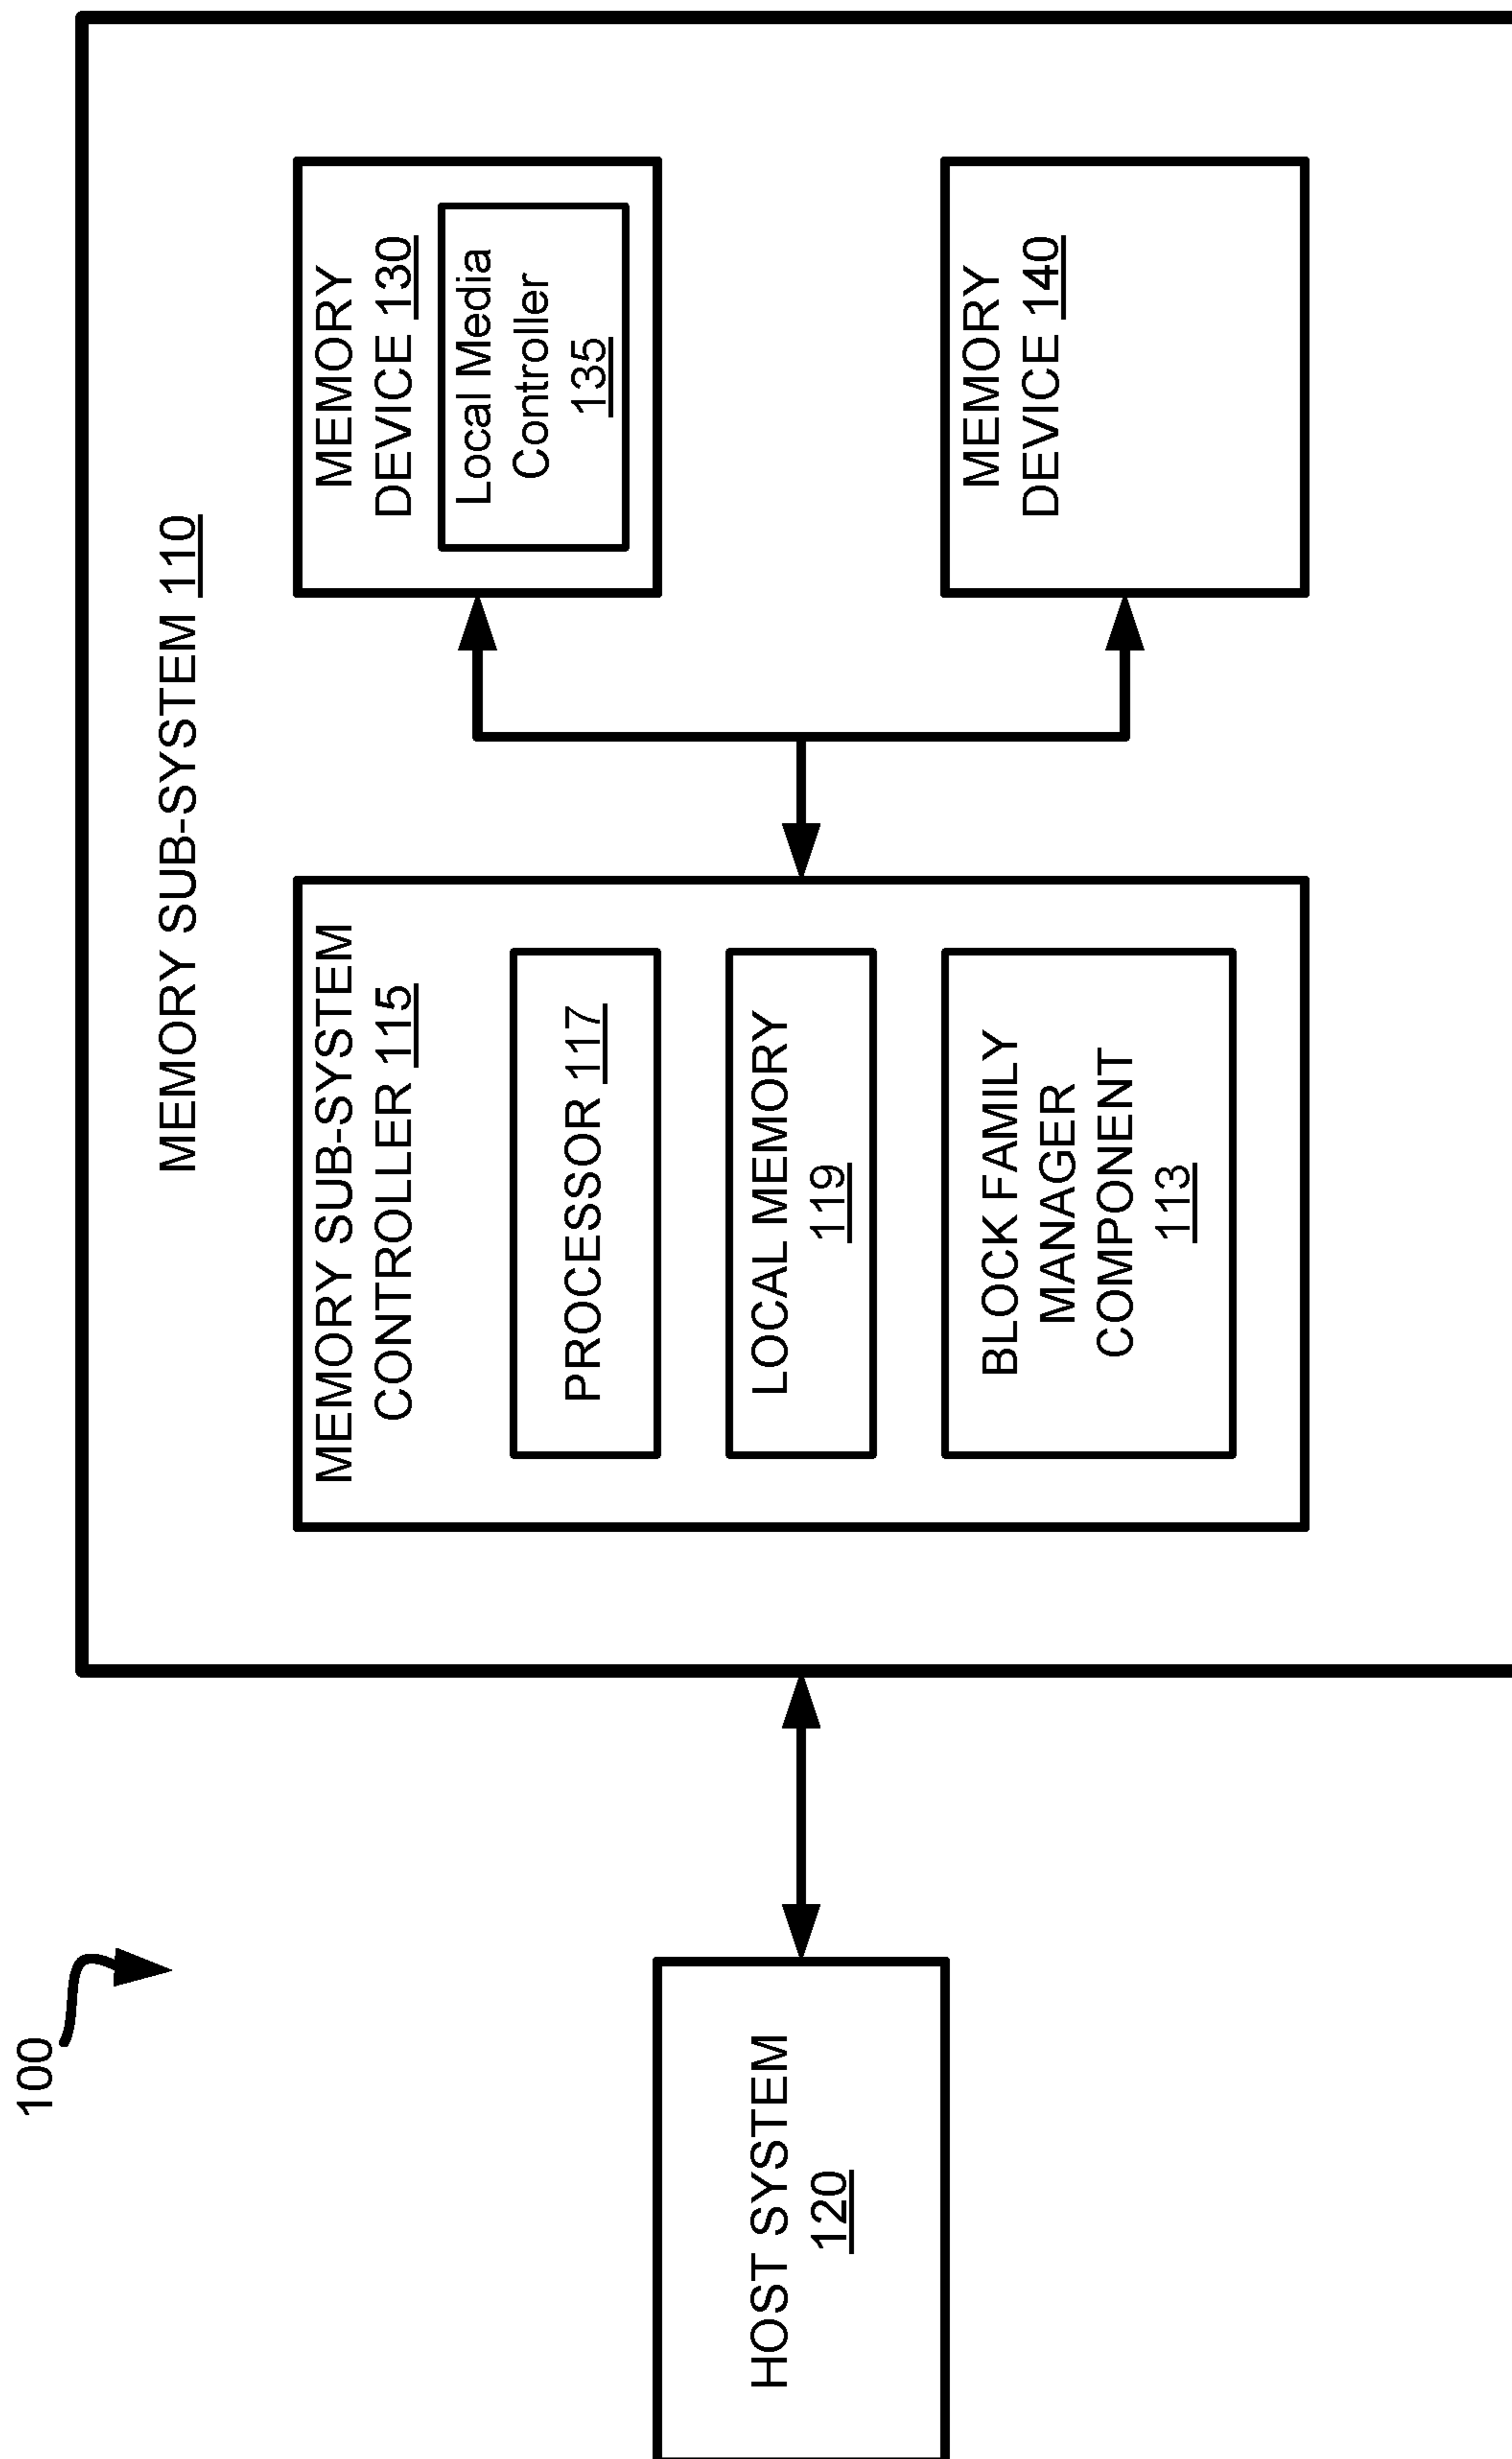 100
HOST SYSTEM
120
MEMORY SUB-SYSTEM 110
MEMORY SUB-SYSTEM
CONTROLLER 115
PROCESSOR 117
LOCAL MEMORY
119
BLOCK FAMILY
MANAGER
COMPONENT
113
MEMORY
DEVICE 130
Local Media
Controller
135
MEMORY
DEVICE 140